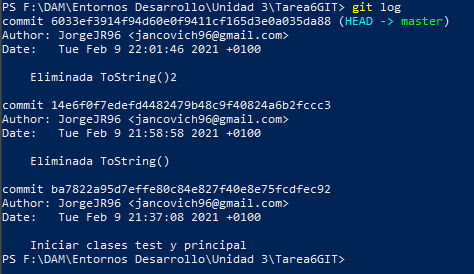 PS F:\DAM\Entornos Desarrollo\Unidad 3\Tarea6GIT> git log
commit 6033ef3914f94d60e0f9411cf165d3e0a035da88 (HEAD -> master)
Author: JorgeJR96 <jancovich96@gmail.com>
Date:   Tue Feb 9 22:01:46 2021 +0100
    Eliminada ToString()2
commit 14e6f0f7edefd4482479b48c9f40824a6b2fccc3
Author: JorgeJR96 <jancovich96@gmail.com>
Date:   Tue Feb 9 21:58:58 2021 +0100
    Eliminada ToString()
commit ba7822a95d7effe80c84e827f40e8e75fcdfec92
Author: JorgeJR96 <jancovich96@gmail.com>
Date:   Tue Feb 9 21:37:08 2021 +0100
    Iniciar clases test y principal
PS F:\DAM\Entornos Desarrollo\Unidad 3\Tarea6GIT>